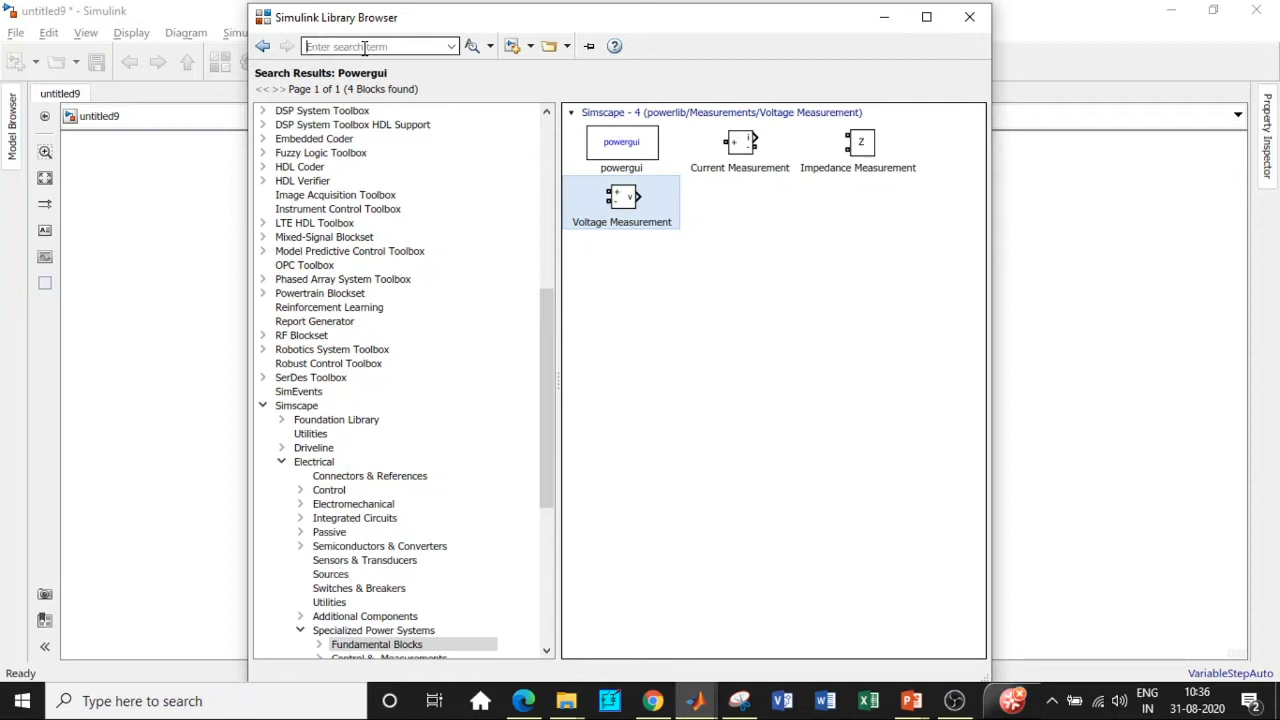 untitled9 * - Simulink
File Edit View Display Diagram Simu
untitled9
untitled9
Model Browser
Property Inspector
Simulink Library Browser
Enter search term
Search Results: Powergui
<< >> Page 1 of 1 (4 Blocks found)
DSP System Toolbox
DSP System Toolbox HDL Support
Embedded Coder
Fuzzy Logic Toolbox
HDL Coder
HDL Verifier
Image Acquisition Toolbox
Instrument Control Toolbox
LTE HDL Toolbox
Mixed-Signal Blockset
Model Predictive Control Toolbox
OPC Toolbox
Phased Array System Toolbox
Powertrain Blockset
Reinforcement Learning
Report Generator
RF Blockset
Robotics System Toolbox
Robust Control Toolbox
SerDes Toolbox
SimEvents
Simscape
Foundation Library
Utilities
Driveline
Electrical
Connectors & References
Control
Electromechanical
Integrated Circuits
Passive
Semiconductors & Converters
Sensors & Transducers
Sources
Switches & Breakers
Utilities
Additional Components
Specialized Power Systems
Fundamental Blocks
Control & Measurements
Simscape - 4 (powerlib/Measurements/Voltage Measurement)
powergui
+ i -
Z
powergui Current Measurement Impedance Measurement
+ - v
Voltage Measurement
Ready
VariableStepAuto
Type here to search
ENG
IN
10:36
31-08-2020
2